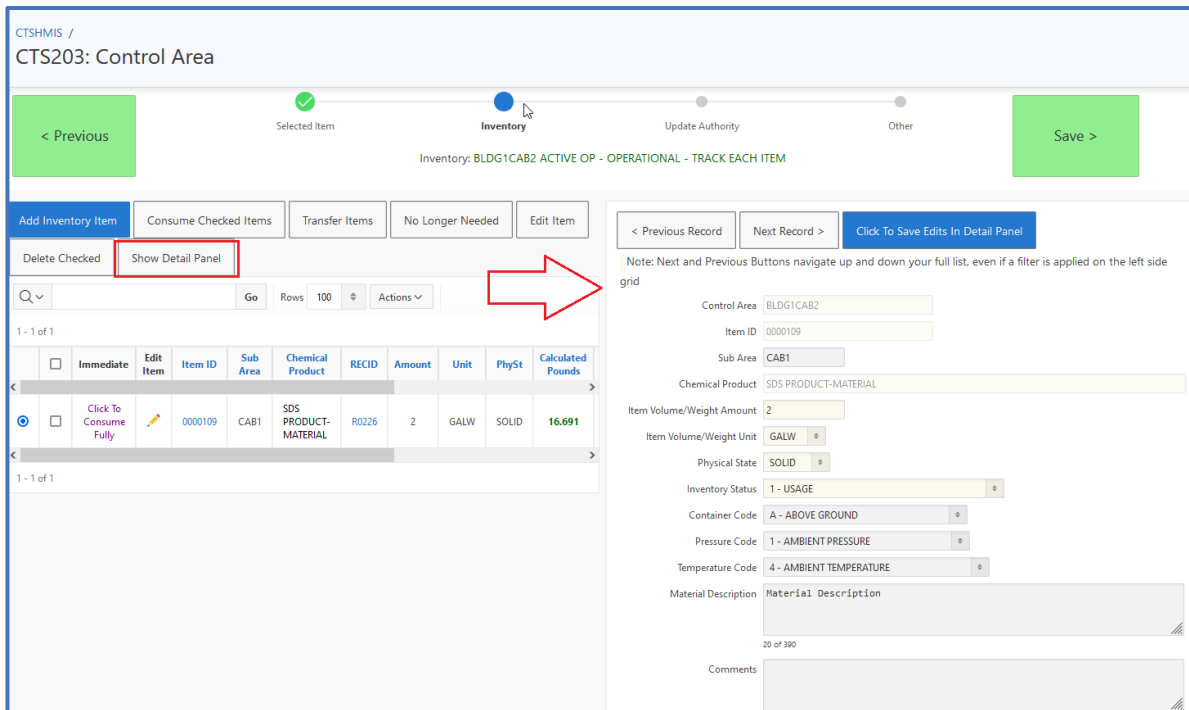 CTSHMIS /
CTS203: Control Area
< Previous
Selected Item
Inventory
Update Authority
Other
Save >
Inventory: BLDG1CAB2 ACTIVE OP - OPERATIONAL - TRACK EACH ITEM
Add Inventory Item
Consume Checked Items
Transfer Items
No Longer Needed
Edit Item
Delete Checked
Show Detail Panel
Go
Rows 100
Actions
1 - 1 of 1
Immediate
Edit
Item
Item ID
Sub
Area
Chemical
Product
RECID
Amount
Unit
PhySt
Calculated
Pounds
Click To
Consume
Fully
0000109
CAB1
SDS
PRODUCT-
MATERIAL
R0226
2
GALW
SOLID
16.691
1 - 1 of 1
< Previous Record
Next Record >
Click To Save Edits In Detail Panel
Note: Next and Previous Buttons navigate up and down your full list, even if a filter is applied on the left side
grid
Control Area BLDG1CAB2
Item ID 0000109
Sub Area CAB1
Chemical Product SDS PRODUCT-MATERIAL
Item Volume/Weight Amount 2
Item Volume/Weight Unit GALW
Physical State SOLID
Inventory Status 1 - USAGE
Container Code A - ABOVE GROUND
Pressure Code 1 - AMBIENT PRESSURE
Temperature Code 4 - AMBIENT TEMPERATURE
Material Description Material Description
20 of 390
Comments